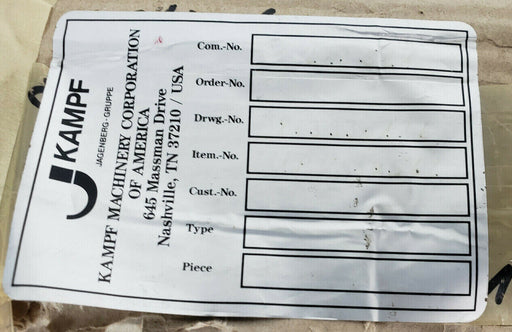 KAMPF
JAGENBERG-GRUPPE
KAMPF MACHINERY CORPORATION
OF AMERICA
645 Massman Drive
Nashville, TN 37210 / USA
Com.-No.
Order-No.
Drwg.-No.
Item.-No.
Cust.-No.
Type
Piece